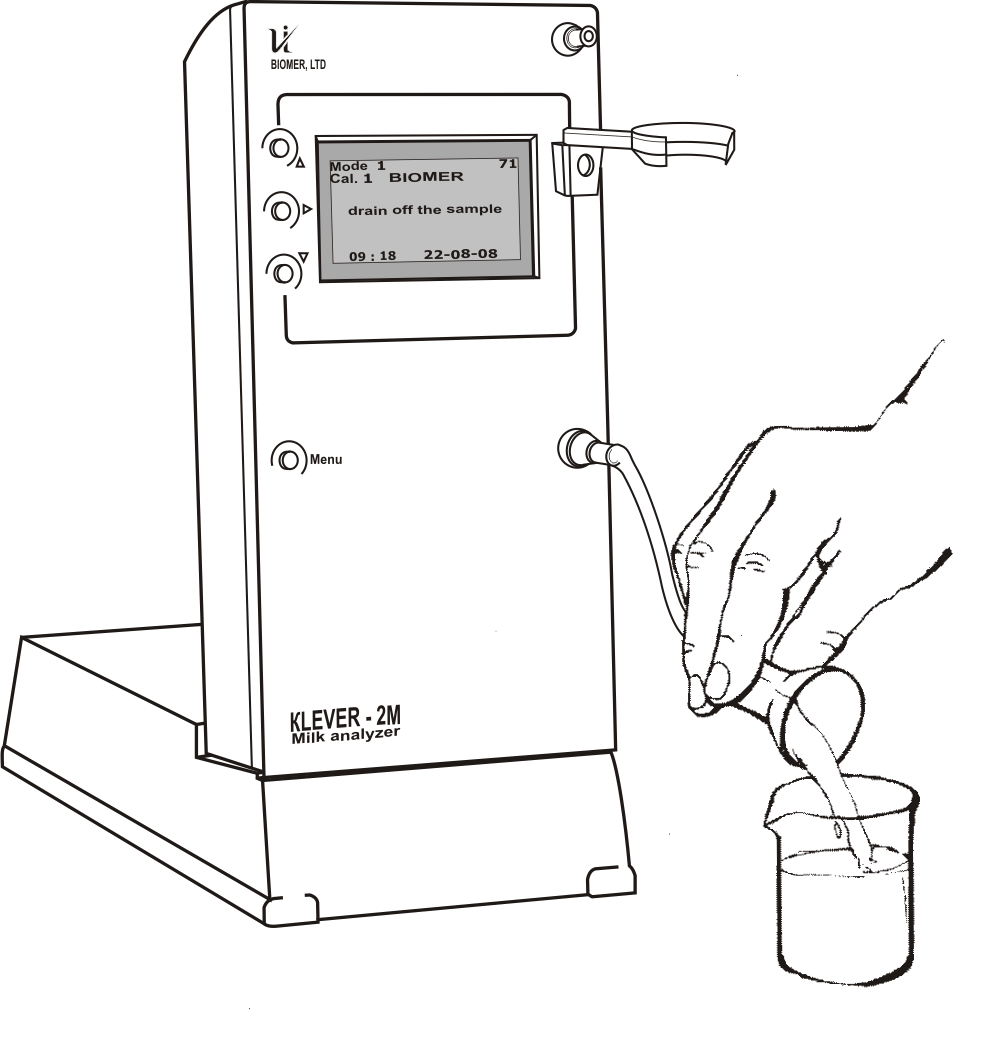 BIOMER, LTD
Mode 1 71
Cal. 1 BIOMER
drain off the sample
09 : 18 22-08-08
Menu
KLEVER - 2M
Milk analyzer